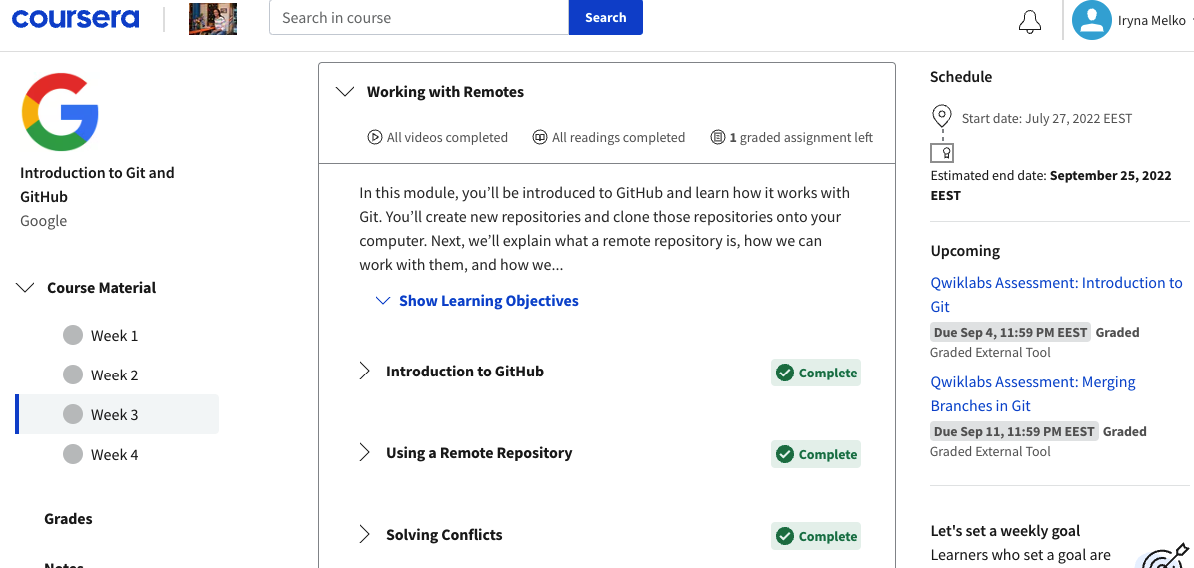 coursera
Search in course
Search
Iryna Melko
Introduction to Git and
GitHub
Google
Course Material
Week 1
Week 2
Week 3
Week 4
Grades
Notes
Working with Remotes
All videos completed
All readings completed
1 graded assignment left
In this module, you’ll be introduced to GitHub and learn how it works with
Git. You’ll create new repositories and clone those repositories onto your
computer. Next, we’ll explain what a remote repository is, how we can
work with them, and how we...
Show Learning Objectives
Introduction to GitHub
Complete
Using a Remote Repository
Complete
Solving Conflicts
Complete
Schedule
Start date: July 27, 2022 EEST
Estimated end date: September 25, 2022
EEST
Upcoming
Qwiklabs Assessment: Introduction to
Git
Due Sep 4, 11:59 PM EEST Graded
Graded External Tool
Qwiklabs Assessment: Merging
Branches in Git
Due Sep 11, 11:59 PM EEST Graded
Graded External Tool
Let's set a weekly goal
Learners who set a goal are